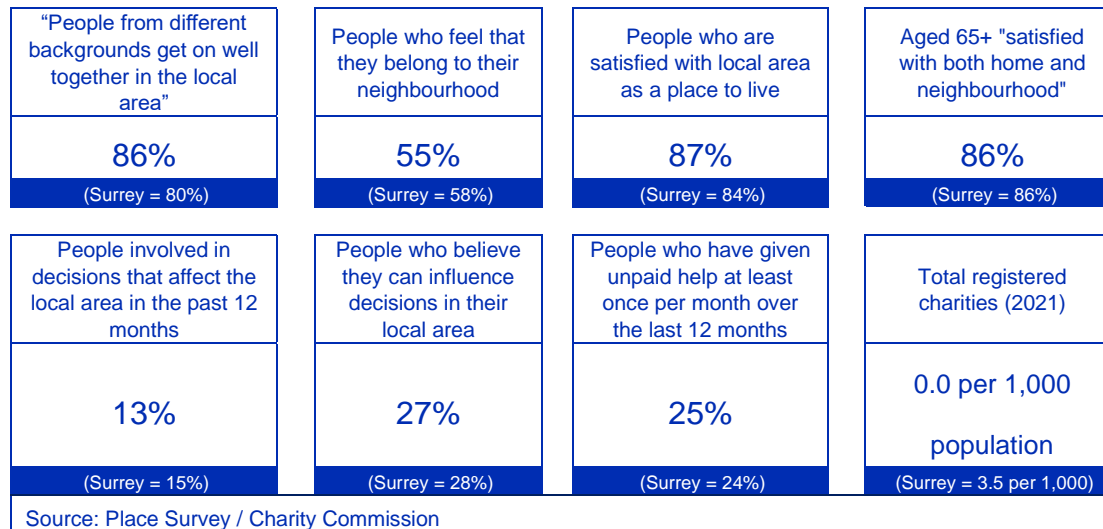 “People from different
backgrounds get on well
together in the local
area”
86%
(Surrey = 80%)
People who feel that
they belong to their
neighbourhood
55%
(Surrey = 58%)
People who are
satisfied with local area
as a place to live
87%
(Surrey = 84%)
Aged 65+ "satisfied
with both home and
neighbourhood"
86%
(Surrey = 86%)
People involved in
decisions that affect the
local area in the past 12
months
13%
(Surrey = 15%)
People who believe
they can influence
decisions in their
local area
27%
(Surrey = 28%)
People who have given
unpaid help at least
once per month over
the last 12 months
25%
(Surrey = 24%)
Total registered
charities (2021)
0.0 per 1,000
population
(Surrey = 3.5 per 1,000)
Source: Place Survey / Charity Commission